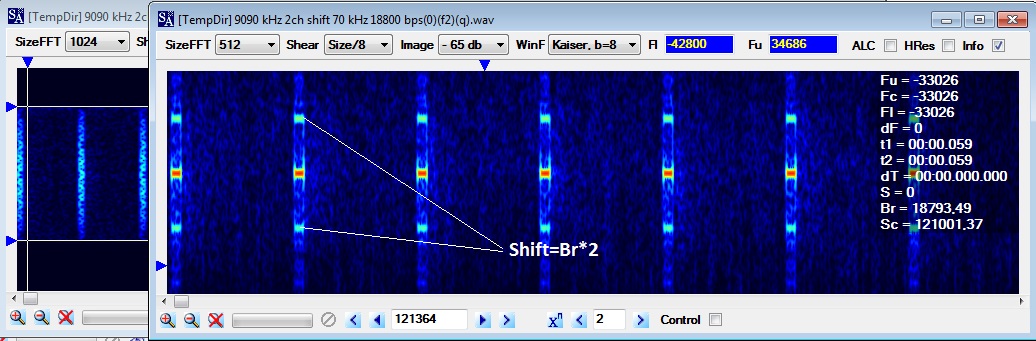 [TempDir] 9090 kHz 2c
SizeFFT 1024 Sh
[TempDir] 9090 kHz 2ch shift 70 kHz 18800 bps(0)(f2)(q).wav
SizeFFT 512 Shear Size/8 Image - 65 db WinF Kaiser, b=8 Fl -42800 Fu 34686 ALC HRes Info
Fu = -33026
Fc = -33026
Fl = -33026
dF = 0
t1 = 00:00.059
t2 = 00:00.059
dT = 00:00.000.000
S = 0
Br = 18793,49
Sc = 121001,37
Shift=Br*2
121364 xⁿ 2 Control